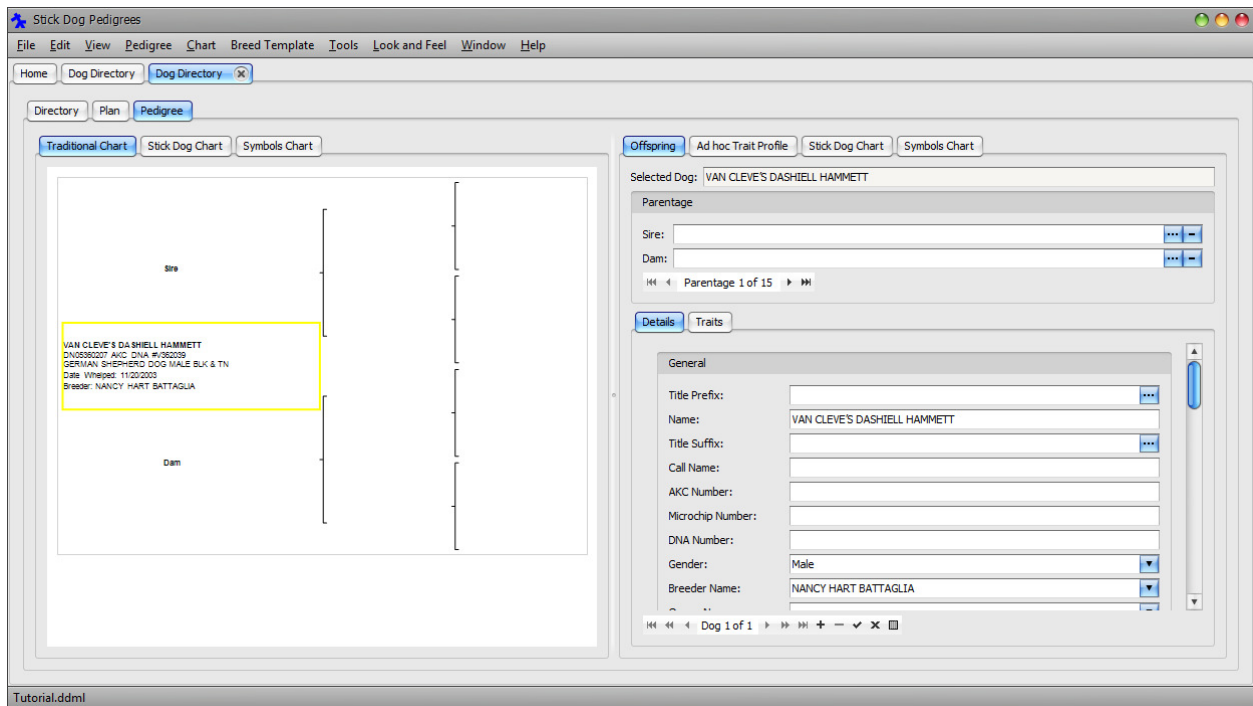 Stick Dog Pedigrees
File Edit View Pedigree Chart Breed Template Tools Look and Feel Window Help
Home Dog Directory Dog Directory
Directory Plan Pedigree
Traditional Chart Stick Dog Chart Symbols Chart
Sire
VAN CLEVE'S DASHIELL HAMMETT
DN05360207 AKC DNA #V362039
GERMAN SHEPHERD DOG MALE BLK & TN
Date Whelped: 11/20/2003
Breeder: NANCY HART BATTAGLIA
Dam
Offspring Ad hoc Trait Profile Stick Dog Chart Symbols Chart
Selected Dog: VAN CLEVE'S DASHIELL HAMMETT
Parentage
Sire:
Dam:
Parentage 1 of 15
Details Traits
General
Title Prefix:
Name: VAN CLEVE'S DASHIELL HAMMETT
Title Suffix:
Call Name:
AKC Number:
Microchip Number:
DNA Number:
Gender: Male
Breeder Name: NANCY HART BATTAGLIA
Dog 1 of 1
Tutorial.ddml